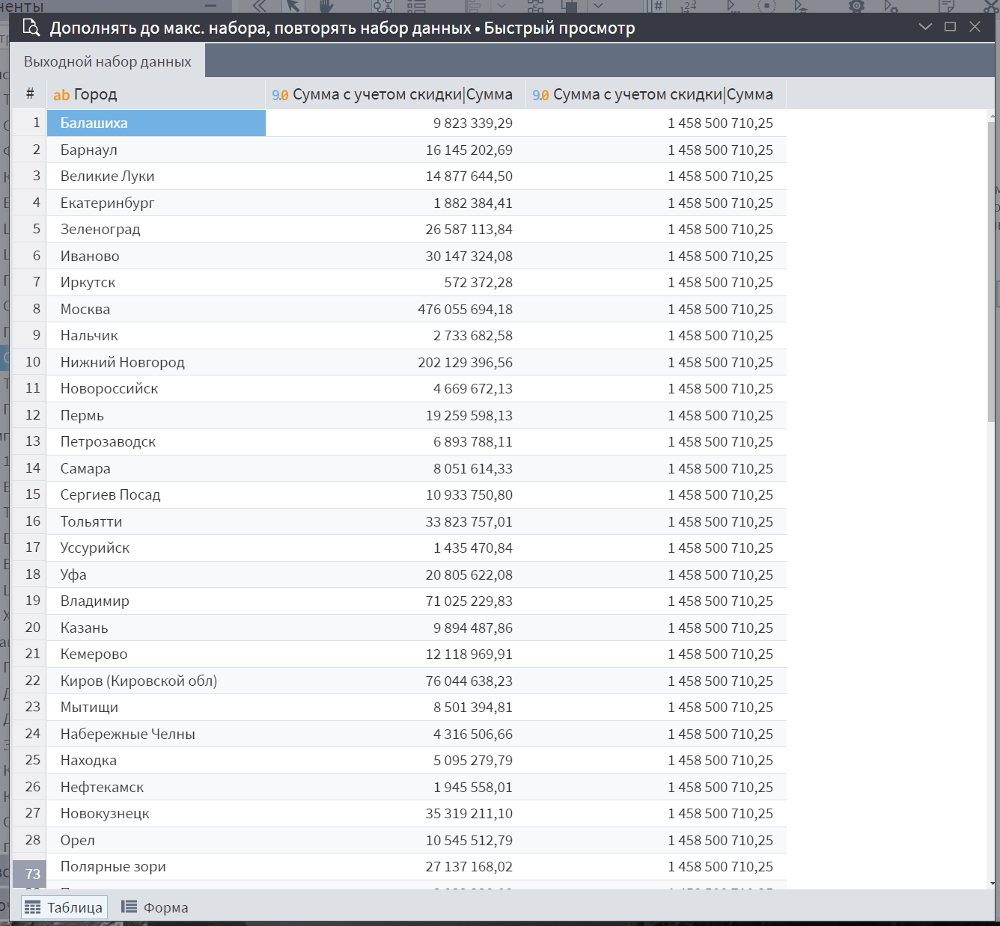 ненты
Дополнять до макс. набора, повторять набор данных • Быстрый просмотр
Выходной набор данных
# ab Город 9.0 Сумма с учетом скидки|Сумма 9.0 Сумма с учетом скидки|Сумма
1 Балашиха 9 823 339,29 1 458 500 710,25
2 Барнаул 16 145 202,69 1 458 500 710,25
3 Великие Луки 14 877 644,50 1 458 500 710,25
4 Екатеринбург 1 882 384,41 1 458 500 710,25
5 Зеленоград 26 587 113,84 1 458 500 710,25
6 Иваново 30 147 324,08 1 458 500 710,25
7 Иркутск 572 372,28 1 458 500 710,25
8 Москва 476 055 694,18 1 458 500 710,25
9 Нальчик 2 733 682,58 1 458 500 710,25
10 Нижний Новгород 202 129 396,56 1 458 500 710,25
11 Новороссийск 4 669 672,13 1 458 500 710,25
12 Пермь 19 259 598,13 1 458 500 710,25
13 Петрозаводск 6 893 788,11 1 458 500 710,25
14 Самара 8 051 614,33 1 458 500 710,25
15 Сергиев Посад 10 933 750,80 1 458 500 710,25
16 Тольятти 33 823 757,01 1 458 500 710,25
17 Уссурийск 1 435 470,84 1 458 500 710,25
18 Уфа 20 805 622,08 1 458 500 710,25
19 Владимир 71 025 229,83 1 458 500 710,25
20 Казань 9 894 487,86 1 458 500 710,25
21 Кемерово 12 118 969,91 1 458 500 710,25
22 Киров (Кировской обл) 76 044 638,23 1 458 500 710,25
23 Мытищи 8 501 394,81 1 458 500 710,25
24 Набережные Челны 4 316 506,66 1 458 500 710,25
25 Находка 5 095 279,79 1 458 500 710,25
26 Нефтекамск 1 945 558,01 1 458 500 710,25
27 Новокузнецк 35 319 211,10 1 458 500 710,25
28 Орел 10 545 512,79 1 458 500 710,25
73 Полярные зори 27 137 168,02 1 458 500 710,25
Таблица Форма